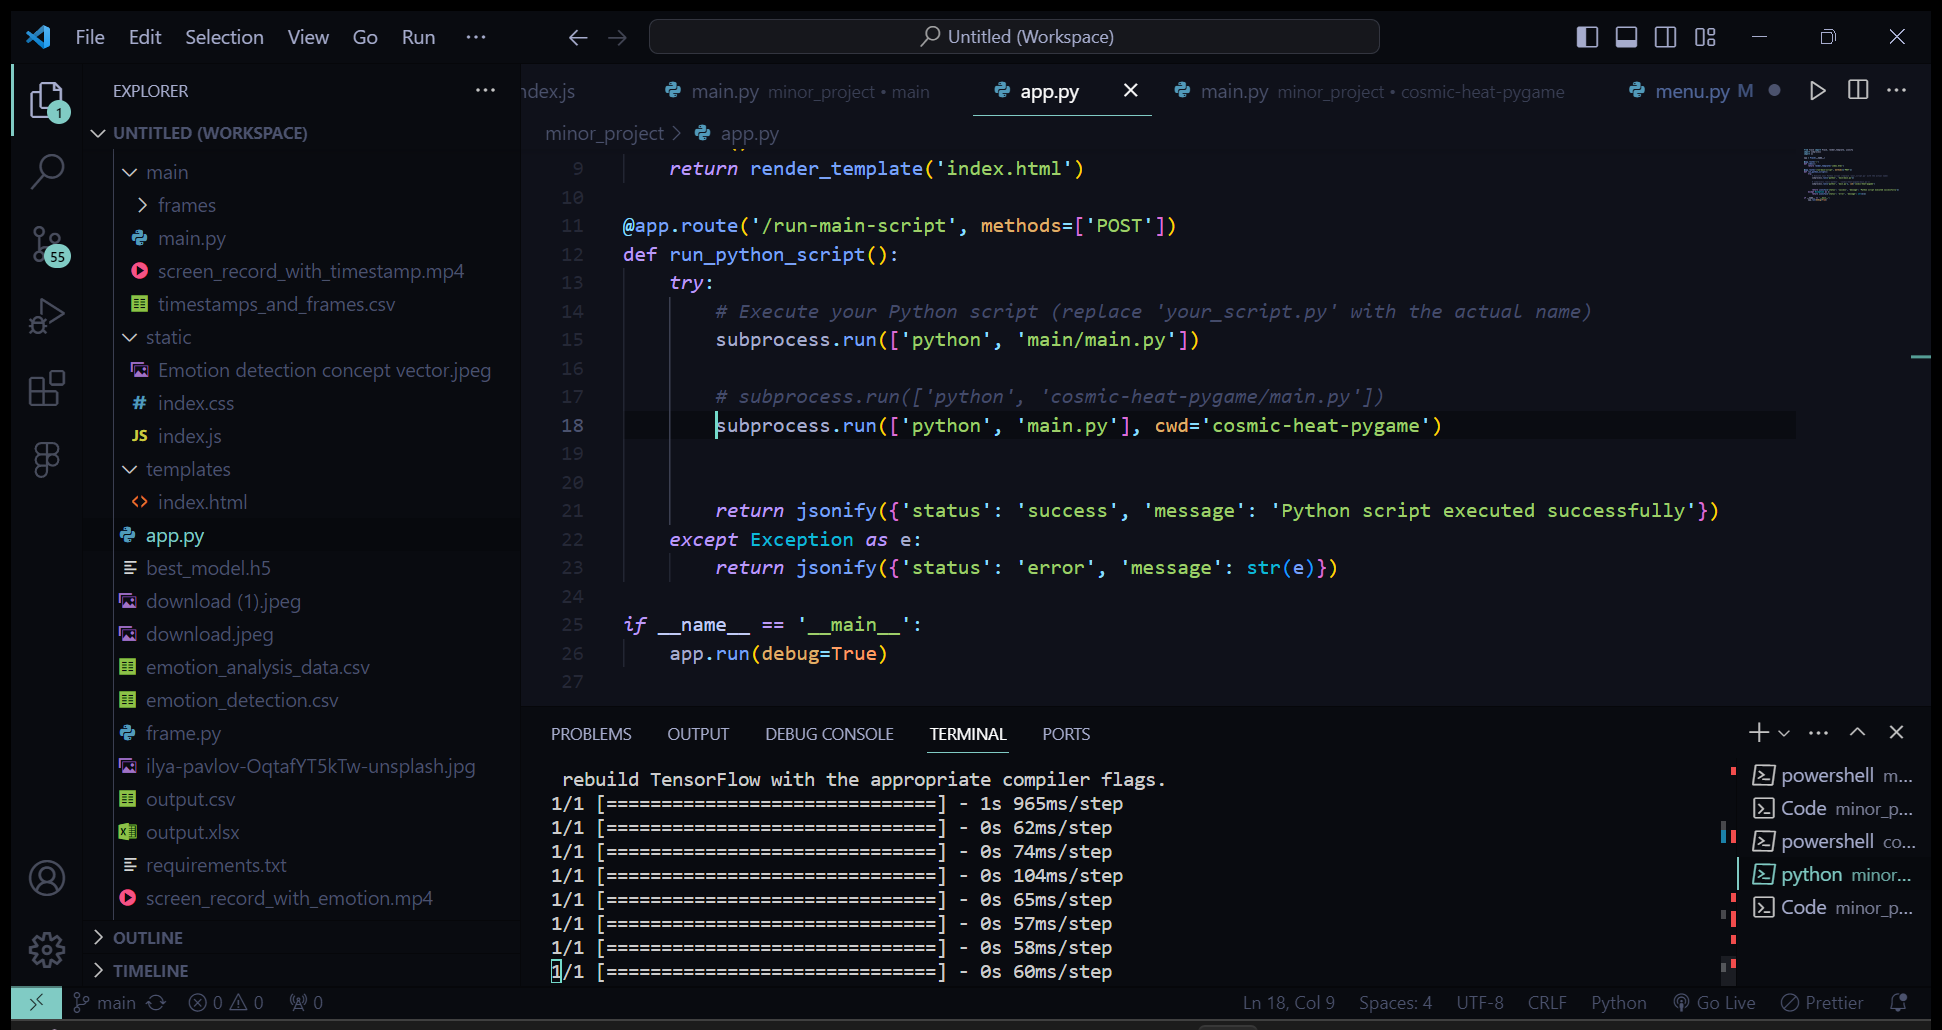 File Edit Selection View Go Run ···
Untitled (Workspace)
EXPLORER
UNTITLED (WORKSPACE)
main
frames
main.py
screen_record_with_timestamp.mp4
timestamps_and_frames.csv
static
Emotion detection concept vector.jpeg
# index.css
JS index.js
templates
<> index.html
app.py
best_model.h5
download (1).jpeg
download.jpeg
emotion_analysis_data.csv
emotion_detection.csv
frame.py
ilya-pavlov-OqtafYT5kTw-unsplash.jpg
output.csv
output.xlsx
requirements.txt
screen_record_with_emotion.mp4
OUTLINE
TIMELINE
1
55
ndex.js main.py minor_project • main app.py main.py minor_project • cosmic-heat-pygame menu.py M
minor_project > app.py
9 return render_template('index.html')
10
11 @app.route('/run-main-script', methods=['POST'])
12 def run_python_script():
13 try:
14 # Execute your Python script (replace 'your_script.py' with the actual name)
15 subprocess.run(['python', 'main/main.py'])
16
17 # subprocess.run(['python', 'cosmic-heat-pygame/main.py'])
18 subprocess.run(['python', 'main.py'], cwd='cosmic-heat-pygame')
19
20
21 return jsonify({'status': 'success', 'message': 'Python script executed successfully'})
22 except Exception as e:
23 return jsonify({'status': 'error', 'message': str(e)})
24
25 if __name__ == '__main__':
26 app.run(debug=True)
27
PROBLEMS OUTPUT DEBUG CONSOLE TERMINAL PORTS
rebuild TensorFlow with the appropriate compiler flags.
1/1 [==============================] - 1s 965ms/step
1/1 [==============================] - 0s 62ms/step
1/1 [==============================] - 0s 74ms/step
1/1 [==============================] - 0s 104ms/step
1/1 [==============================] - 0s 65ms/step
1/1 [==============================] - 0s 57ms/step
1/1 [==============================] - 0s 58ms/step
1/1 [==============================] - 0s 60ms/step
powershell m...
Code minor_p...
powershell co...
python minor...
Code minor_p...
main 0 0 0
Ln 18, Col 9 Spaces: 4 UTF-8 CRLF Python Go Live Prettier